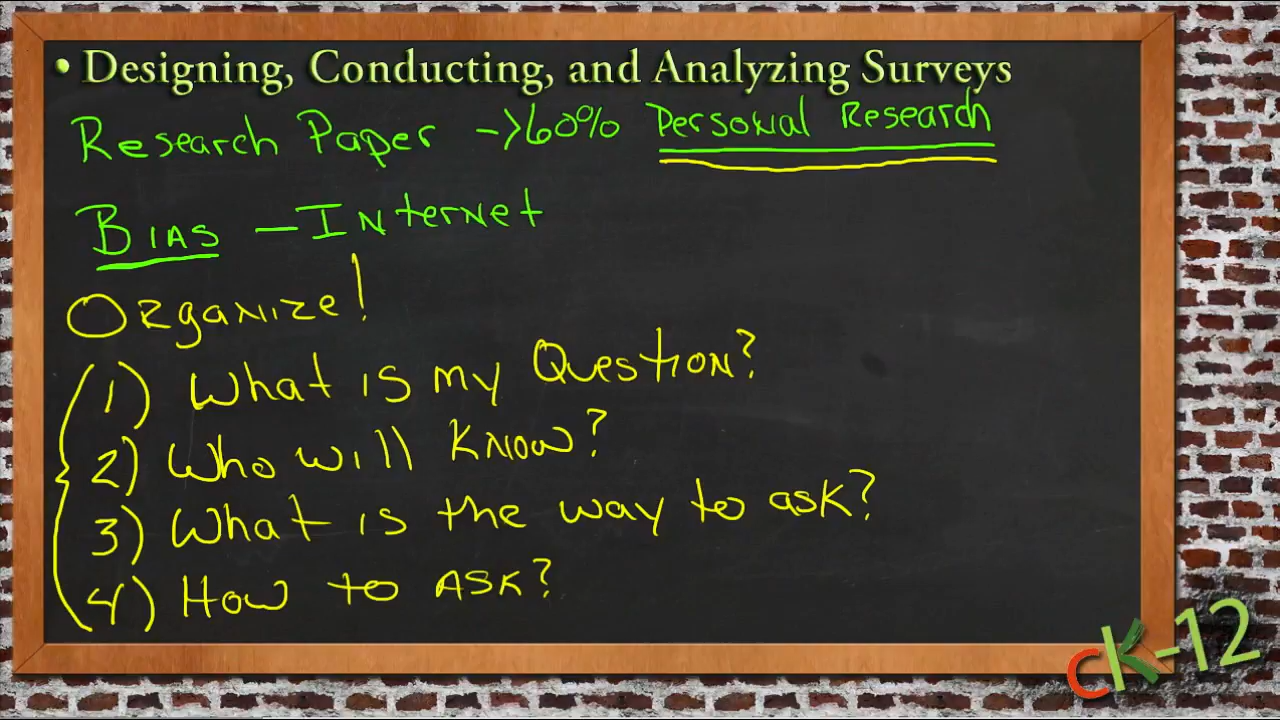 • Designing, Conducting, and Analyzing Surveys
Research Paper -> 60% Personal Research
BIAS - Internet
Organize!
1) What is my Question?
2) Who will know?
3) What is the way to ask?
4) How to ASK?
cK-12